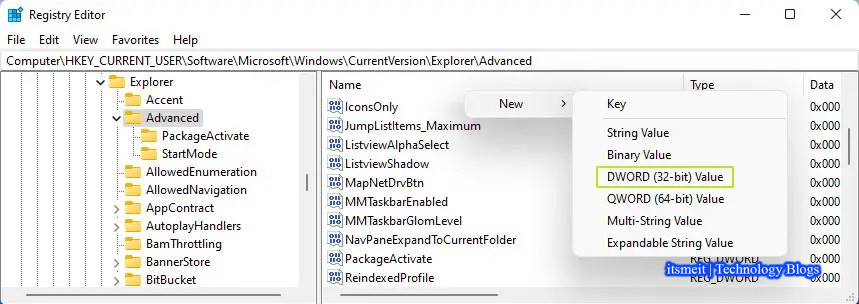 Registry Editor
File Edit View Favorites Help
Computer\HKEY_CURRENT_USER\Software\Microsoft\Windows\CurrentVersion\Explorer\Advanced
Explorer
Accent
Advanced
PackageActivate
StartMode
AllowedEnumeration
AllowedNavigation
AppContract
AutoplayHandlers
BamThrottling
BannerStore
BitBucket
Name Type Data
IconsOnly 0x000
JumpListItems_Maximum 0x000
ListviewAlphaSelect 0x000
ListviewShadow 0x000
MapNetDrvBtn 0x000
MMTaskbarEnabled 0x000
MMTaskbarGlomLevel 0x000
NavPaneExpandToCurrentFolder 0x000
PackageActivate REG_DWORD 0x000
ReindexedProfile REG_DWORD 0x000
New
Key
String Value
Binary Value
DWORD (32-bit) Value
QWORD (64-bit) Value
Multi-String Value
Expandable String Value
itsmeit | Technology Blogs